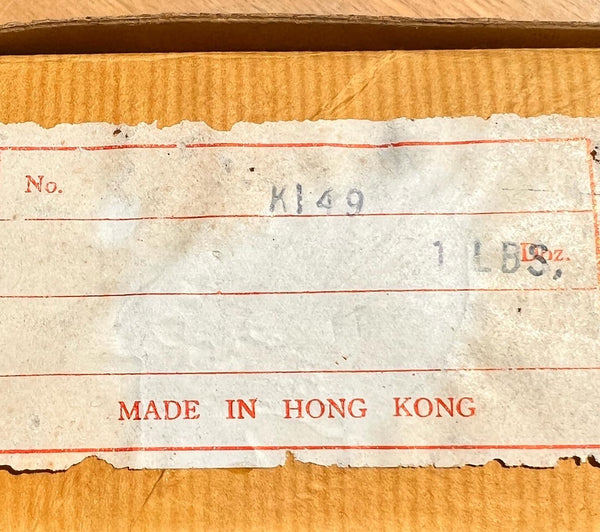 No. K149
1 LBS, Doz.
MADE IN HONG KONG